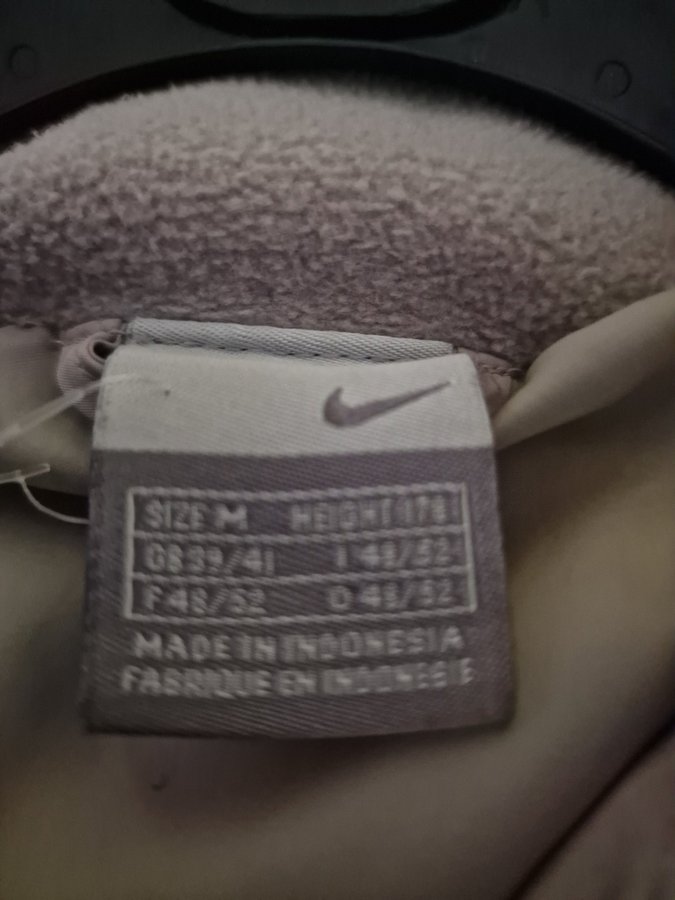 SIZE M HEIGHT 178
GB 39/41 I 48/52
F 48/52 D 48/52
MADE IN INDONESIA
FABRIQUE EN INDONESIE